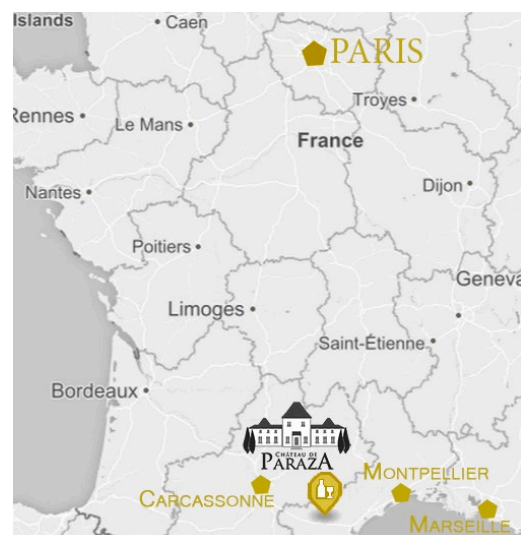 Islands
Caen
PARIS
Troyes
Rennes
Le Mans
France
Dijon
Nantes
Poitiers
Geneva
Limoges
Saint-Étienne
Bordeaux
CHÂTEAU DE
PARAZA
MONTPELLIER
CARCASSONNE
MARSEILLE